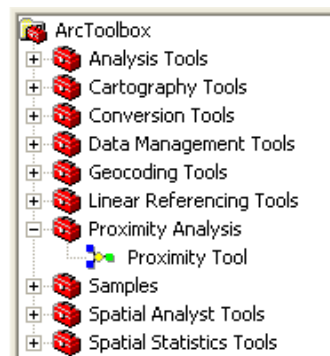 ArcToolbox
Analysis Tools
Cartography Tools
Conversion Tools
Data Management Tools
Geocoding Tools
Linear Referencing Tools
Proximity Analysis
Proximity Tool
Samples
Spatial Analyst Tools
Spatial Statistics Tools